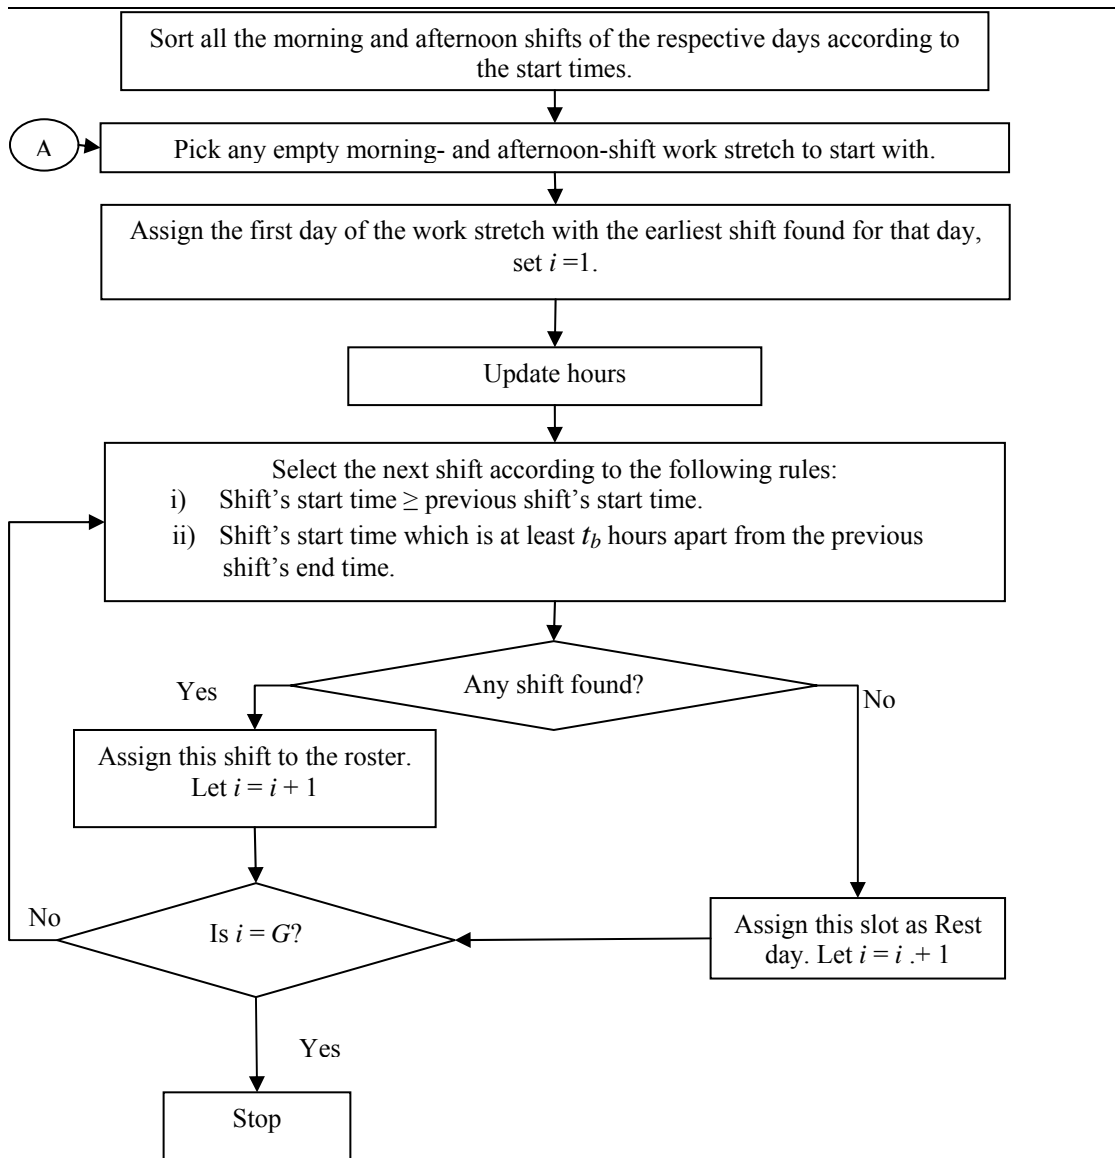 Sort all the morning and afternoon shifts of the respective days according to
the start times.
A
Pick any empty morning- and afternoon-shift work stretch to start with.
Assign the first day of the work stretch with the earliest shift found for that day,
set i =1.
Update hours
Select the next shift according to the following rules:
i) Shift’s start time ≥ previous shift’s start time.
ii) Shift’s start time which is at least t_b hours apart from the previous
shift’s end time.
Any shift found?
Yes
No
Assign this shift to the roster.
Let i = i + 1
No
Is i = G?
Assign this slot as Rest
day. Let i = i .+ 1
Yes
Stop